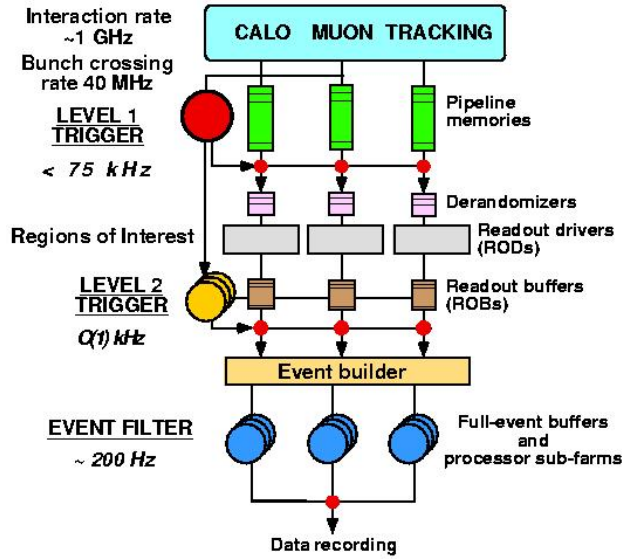 Interaction rate
~1 GHz
CALO MUON TRACKING
Bunch crossing
rate 40 MHz
LEVEL 1
TRIGGER
< 75 kHz
Pipeline
memories
Derandomizers
Regions of Interest
Readout drivers
(RODs)
LEVEL 2
TRIGGER
O(1) kHz
Readout buffers
(ROBs)
Event builder
EVENT FILTER
~ 200 Hz
Full-event buffers
and
processor sub-farms
Data recording